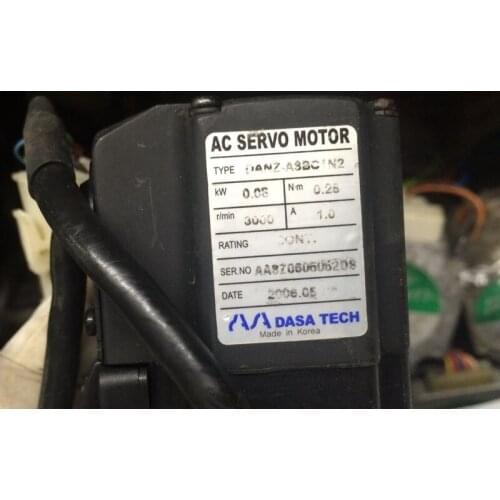 AC SERVO MOTOR
TYPE
kW 0.08 N·m 0.25
r/min 3000 A 1.0
RATING CONT.
SER.NO
DATE 2006.05
DASA TECH
Made in Korea